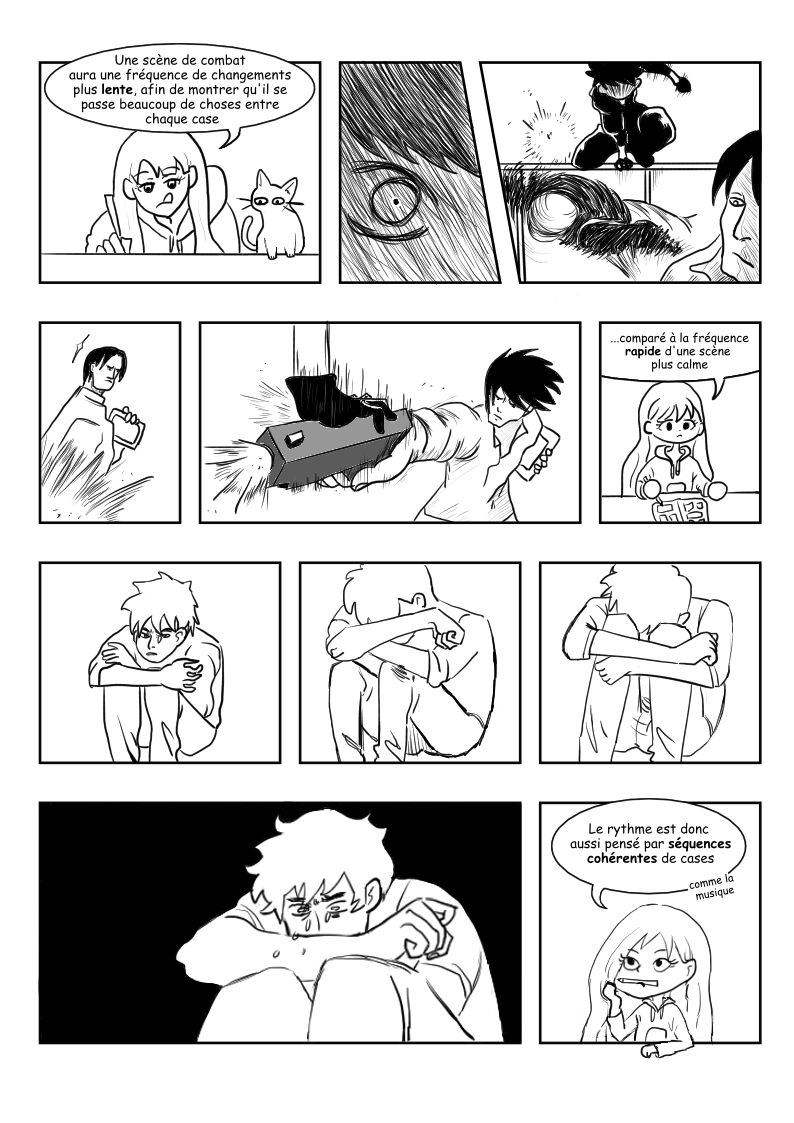 Une scène de combat
aura une fréquence de changements
plus lente, afin de montrer qu'il se
passe beaucoup de choses entre
chaque case
...comparé à la fréquence
rapide d'une scène
plus calme
Le rythme est donc
aussi pensé par séquences
cohérentes de cases
comme la
musique